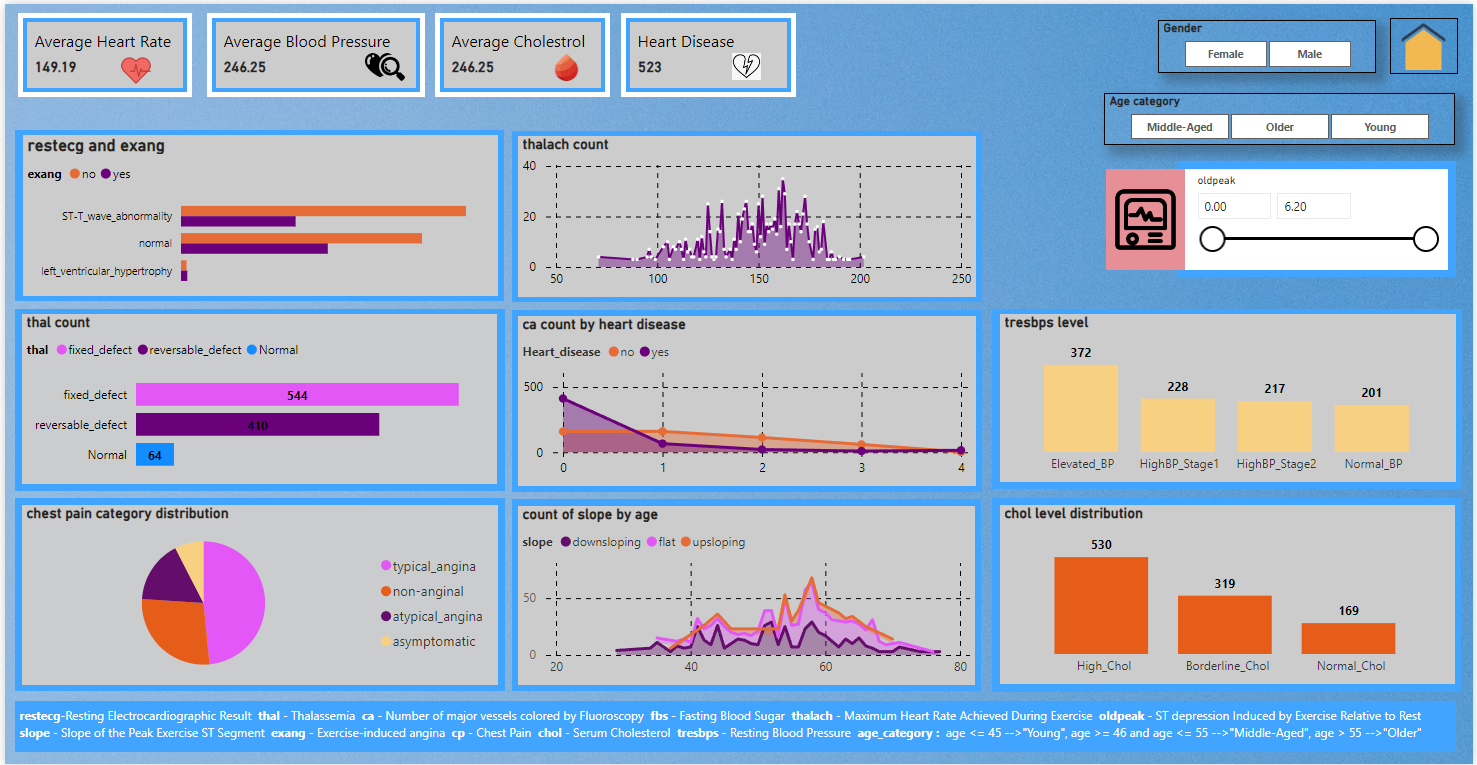 Average Heart Rate
149.19
Average Blood Pressure
246.25
Average Cholestrol
246.25
Heart Disease
523
Gender
Female Male
Age category
Middle-Aged Older Young
oldpeak
0.00 6.20
restecg and exang
exang no yes
ST-T_wave_abnormality
normal
left_ventricular_hypertrophy
thalach count
40
20
0
50 100 150 200 250
thal count
thal fixed_defect reversable_defect Normal
fixed_defect 544
reversable_defect 410
Normal 64
ca count by heart disease
Heart_disease no yes
500
0
0 1 2 3 4
tresbps level
372
228
217
201
Elevated_BP HighBP_Stage1 HighBP_Stage2 Normal_BP
chest pain category distribution
typical_angina
non-anginal
atypical_angina
asymptomatic
count of slope by age
slope downsloping flat upsloping
50
0
20 40 60 80
chol level distribution
530
319
172
High_Chol Borderline_Chol Normal_Chol
restecg-Resting Electrocardiographic Result thal - Thalassemia ca - Number of major vessels colored by Fluoroscopy fbs - Fasting Blood Sugar thalach - Maximum Heart Rate Achieved During Exercise oldpeak - ST depression Induced by Exercise Relative to Rest
slope - Slope of the Peak Exercise ST Segment exang - Exercise-induced angina cp - Chest Pain chol - Serum Cholesterol tresbps - Resting Blood Pressure age_category : age <= 45 -->"Young", age >= 46 and age <= 55 -->"Middle-Aged", age > 55 -->"Older"